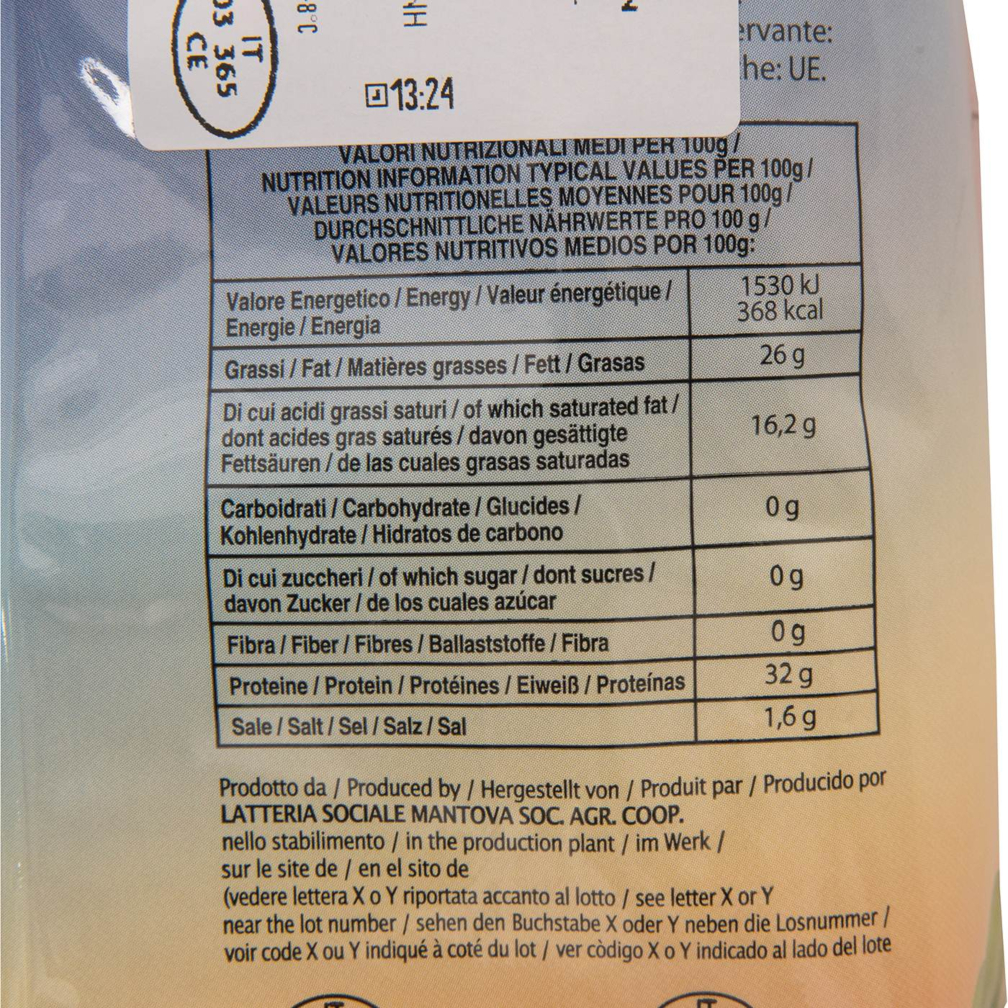 IT
03 365
CE
13:24
he: UE.
VALORI NUTRIZIONALI MEDI PER 100g /
NUTRITION INFORMATION TYPICAL VALUES PER 100g /
VALEURS NUTRITIONELLES MOYENNES POUR 100g /
DURCHSCHNITTLICHE NÄHRWERTE PRO 100 g /
VALORES NUTRITIVOS MEDIOS POR 100g:
Valore Energetico / Energy / Valeur énergétique /
Energie / Energia
1530 kJ
368 kcal
Grassi / Fat / Matières grasses / Fett / Grasas
26 g
Di cui acidi grassi saturi / of which saturated fat /
dont acides gras saturés / davon gesättigte
Fettsäuren / de las cuales grasas saturadas
16,2 g
Carboidrati / Carbohydrate / Glucides /
Kohlenhydrate / Hidratos de carbono
0 g
Di cui zuccheri / of which sugar / dont sucres /
davon Zucker / de los cuales azúcar
0 g
Fibra / Fiber / Fibres / Ballaststoffe / Fibra
0 g
Proteine / Protein / Protéines / Eiweiß / Proteínas
32 g
Sale / Salt / Sel / Salz / Sal
1,6 g
Prodotto da / Produced by / Hergestellt von / Produit par / Producido por
LATTERIA SOCIALE MANTOVA SOC. AGR. COOP.
nello stabilimento / in the production plant / im Werk /
sur le site de / en el sito de
(vedere lettera X o Y riportata accanto al lotto / see letter X or Y
near the lot number / sehen den Buchstabe X oder Y neben die Losnummer /
voir code X ou Y indiqué à coté du lot / ver còdigo X o Y indicado al lado del lote